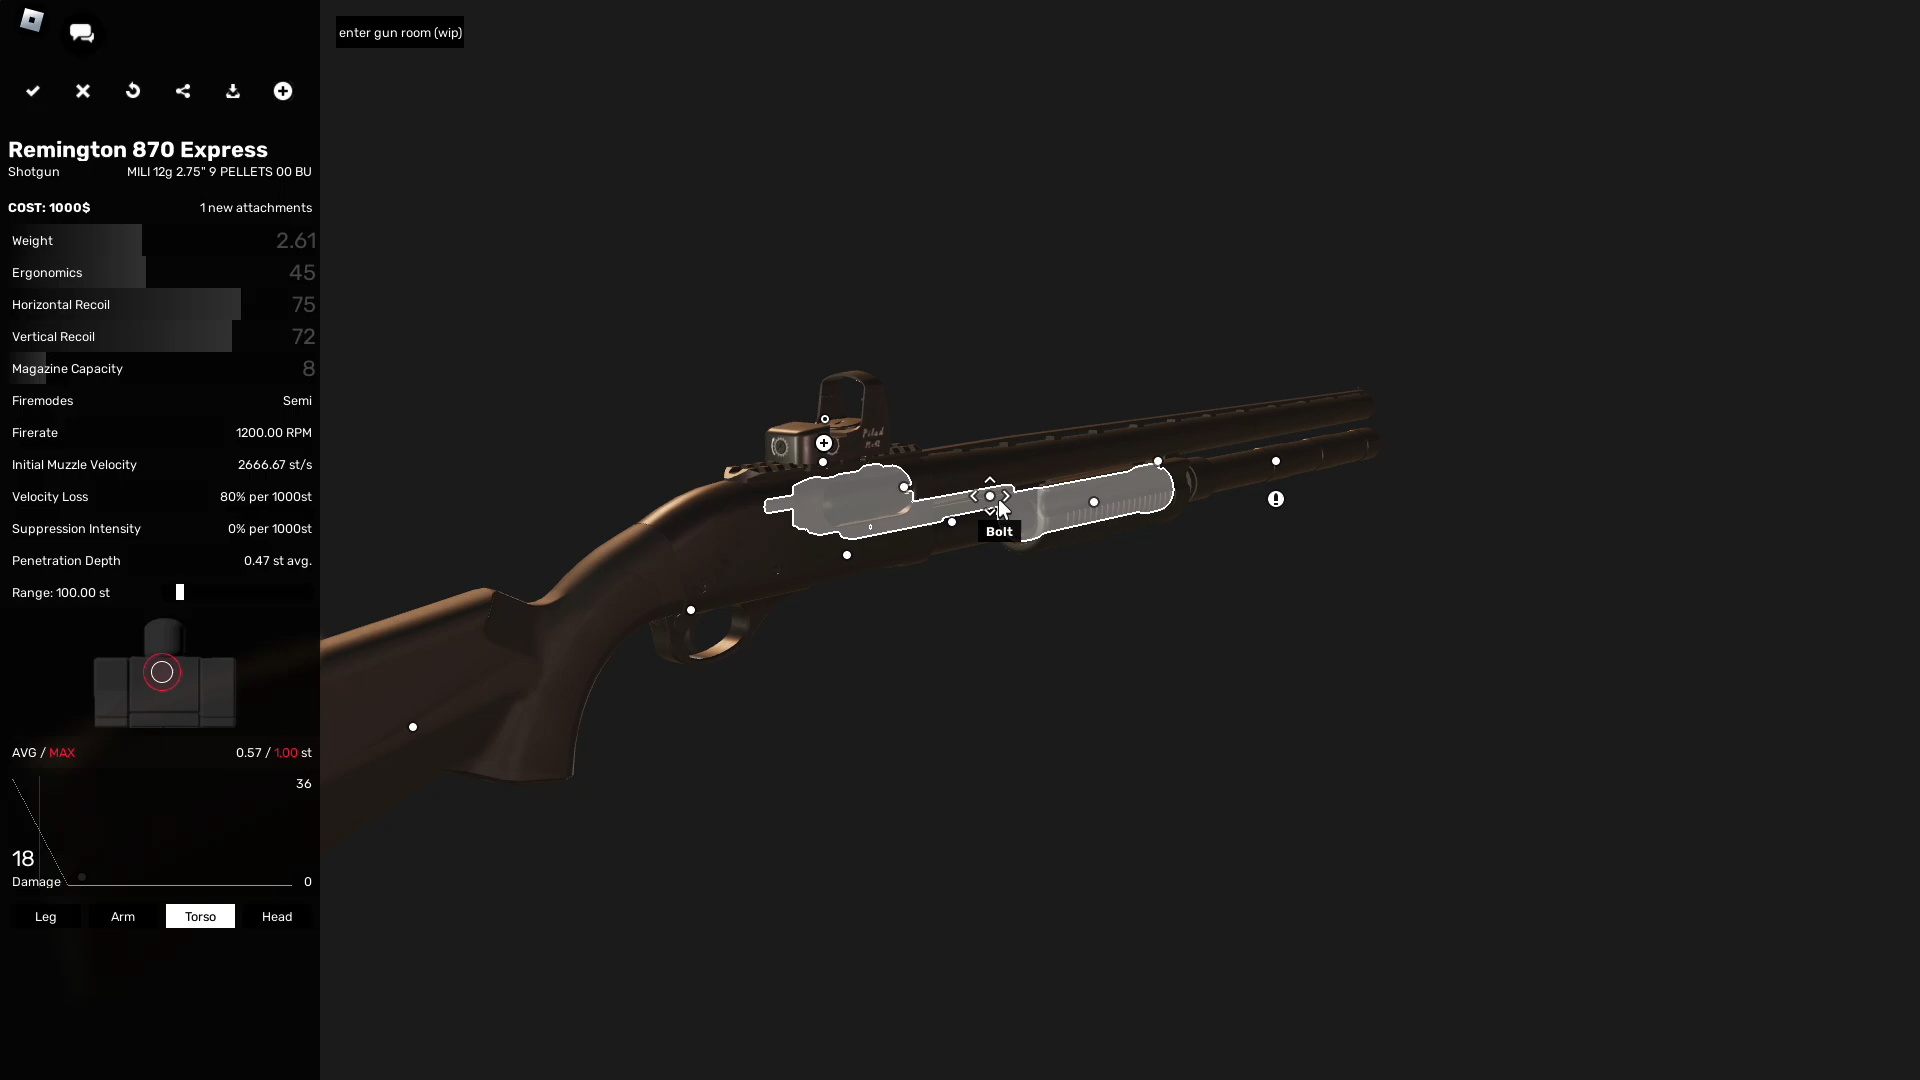 enter gun room (wip)
Remington 870 Express
Shotgun MILI 12g 2.75" 9 PELLETS 00 BU
COST: 1000$ 1 new attachments
Weight 2.61
Ergonomics 45
Horizontal Recoil 75
Vertical Recoil 72
Magazine Capacity 8
Firemodes Semi
Firerate 1200.00 RPM
Initial Muzzle Velocity 2666.67 st/s
Velocity Loss 80% per 1000st
Suppression Intensity 0% per 1000st
Penetration Depth 0.47 st avg.
Range: 100.00 st
AVG / MAX 0.57 / 1.00 st
36
18
Damage 0
Leg Arm Torso Head
Bolt